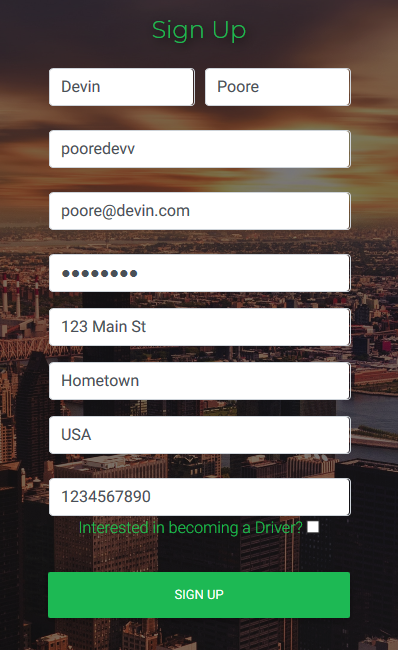 Sign Up
Devin Poore
pooredevv
poore@devin.com
●●●●●●●●
123 Main St
Hometown
USA
1234567890
Interested in becoming a Driver?
SIGN UP